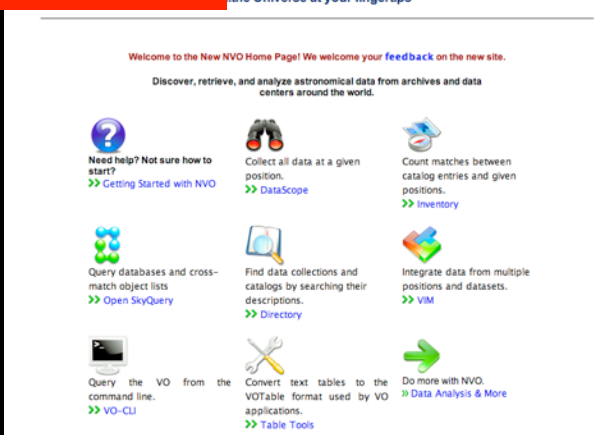 the Universe at your fingertips
Welcome to the New NVO Home Page! We welcome your feedback on the new site.
Discover, retrieve, and analyze astronomical data from archives and data
centers around the world.
Need help? Not sure how to
start?
>> Getting Started with NVO
Collect all data at a given
position.
>> DataScope
Count matches between
catalog entries and given
positions.
>> Inventory
Query databases and cross-
match object lists
>> Open SkyQuery
Find data collections and
catalogs by searching their
descriptions.
>> Directory
Integrate data from multiple
positions and datasets.
>> VIM
Query the VO from the
command line.
>> VO-CLI
Convert text tables to the
VOTable format used by VO
applications.
>> Table Tools
Do more with NVO.
>> Data Analysis & More